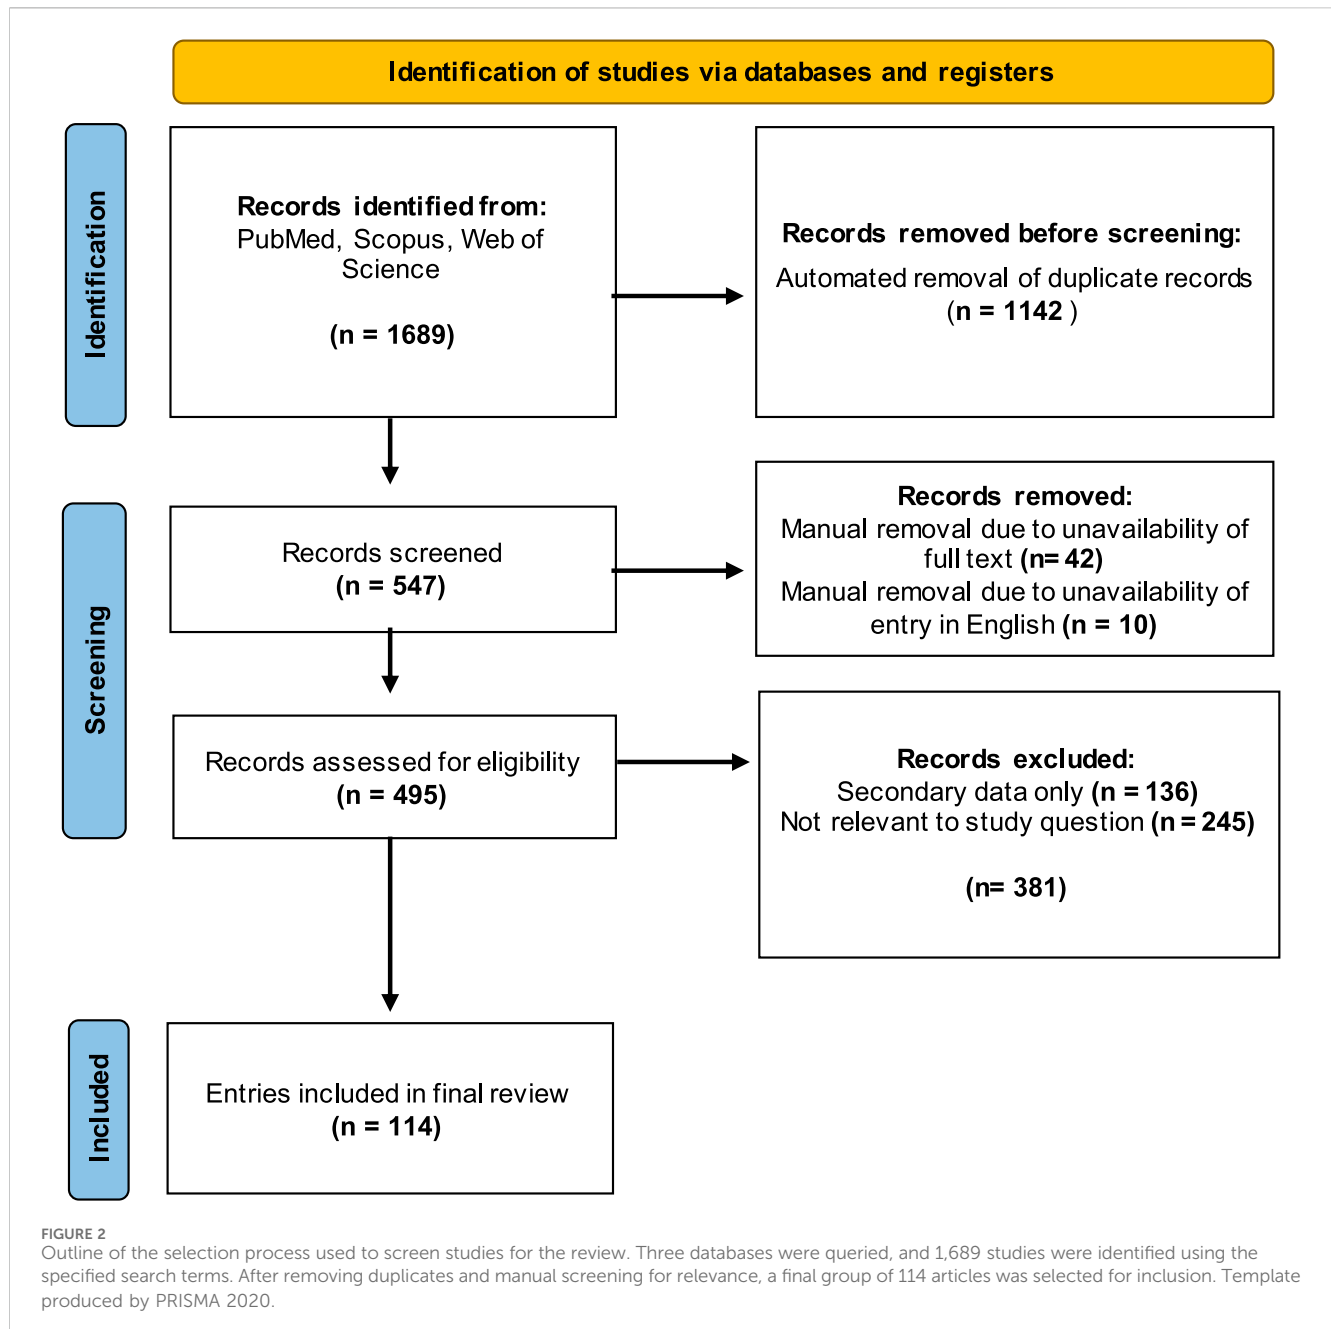 Identification of studies via databases and registers
Identification
Records identified from:
PubMed, Scopus, Web of
Science
(n = 1689)
Records removed before screening:
Automated removal of duplicate records
(n = 1142 )
Screening
Records screened
(n = 547)
Records removed:
Manual removal due to unavailability of
full text (n= 42)
Manual removal due to unavailability of
entry in English (n = 10)
Records assessed for eligibility
(n = 495)
Records excluded:
Secondary data only (n = 136)
Not relevant to study question (n = 245)
(n= 381)
Included
Entries included in final review
(n = 114)
FIGURE 2
Outline of the selection process used to screen studies for the review. Three databases were queried, and 1,689 studies were identified using the
specified search terms. After removing duplicates and manual screening for relevance, a final group of 114 articles was selected for inclusion. Template
produced by PRISMA 2020.